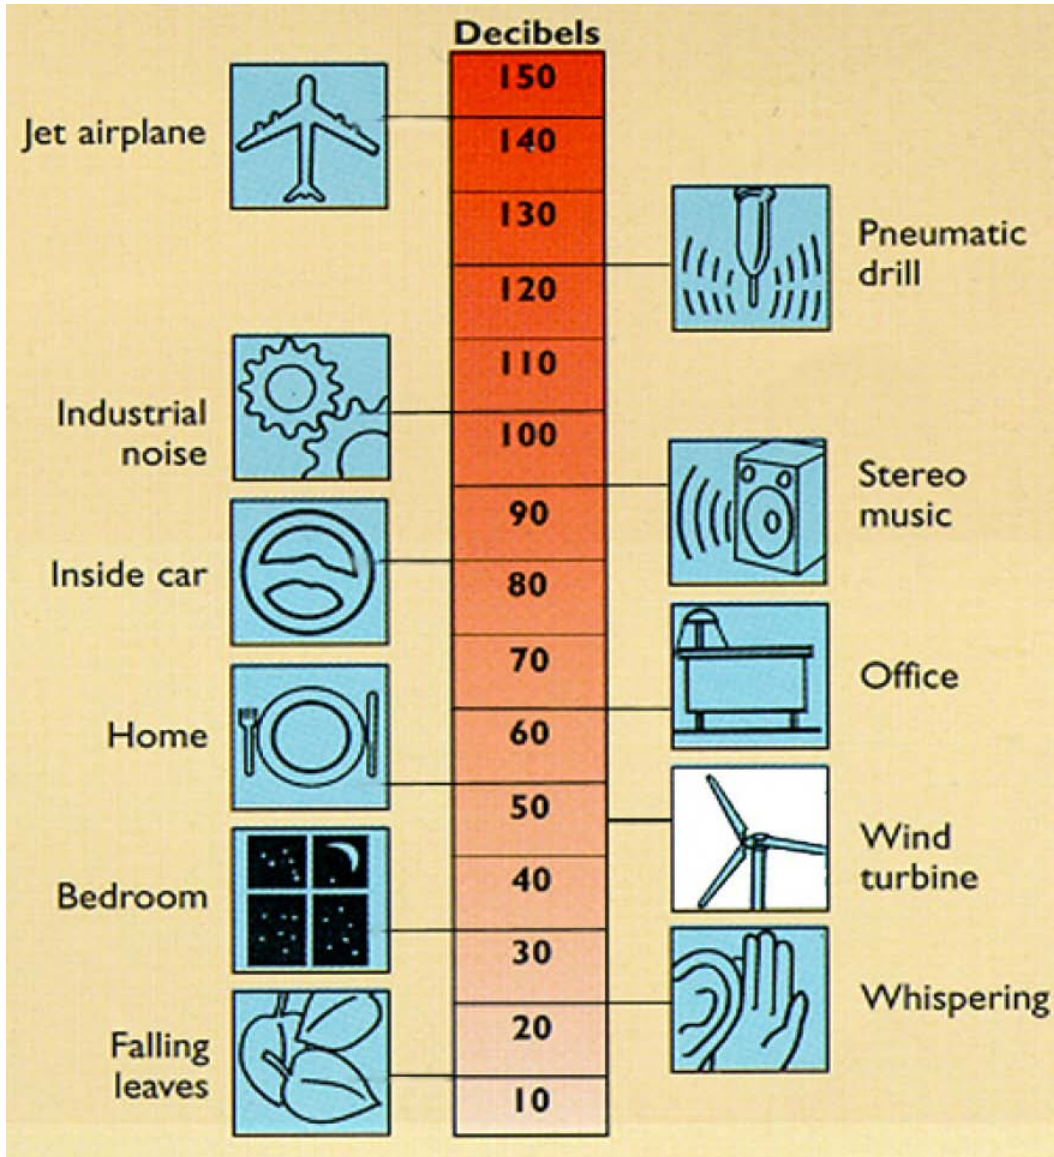 Decibels
150
Jet airplane
140
130
Pneumatic
drill
120
110
Industrial
noise
100
Stereo
music
90
Inside car
80
70
Office
Home
60
50
Wind
turbine
Bedroom
40
30
Whispering
20
Falling
leaves
10